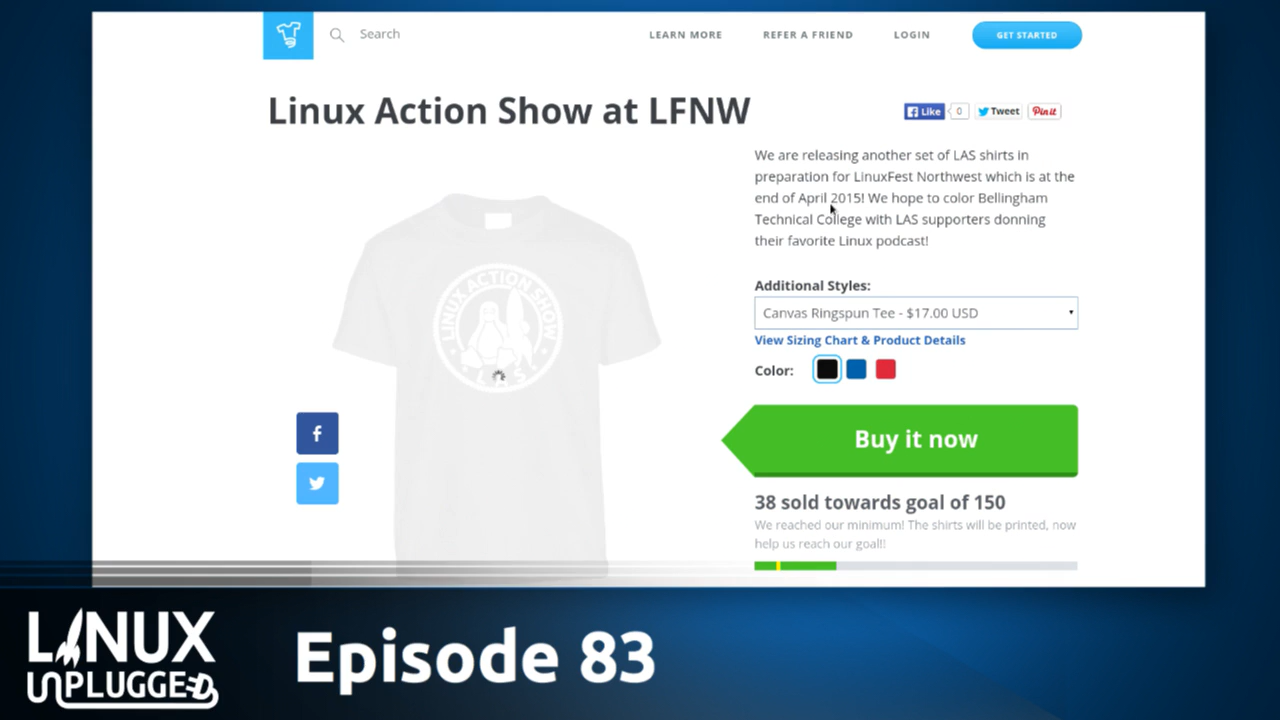 Search
LEARN MORE
REFER A FRIEND
LOGIN
GET STARTED
Linux Action Show at LFNW
Like
0
Tweet
Pin it
We are releasing another set of LAS shirts in
preparation for LinuxFest Northwest which is at the
end of April 2015! We hope to color Bellingham
Technical College with LAS supporters donning
their favorite Linux podcast!
LINUX ACTION SHOW
LAS
Additional Styles:
Canvas Ringspun Tee - $17.00 USD
View Sizing Chart & Product Details
Color:
Buy it now
38 sold towards goal of 150
We reached our minimum! The shirts will be printed, now
help us reach our goal!!
LINUX
UNPLUGGED
Episode 83